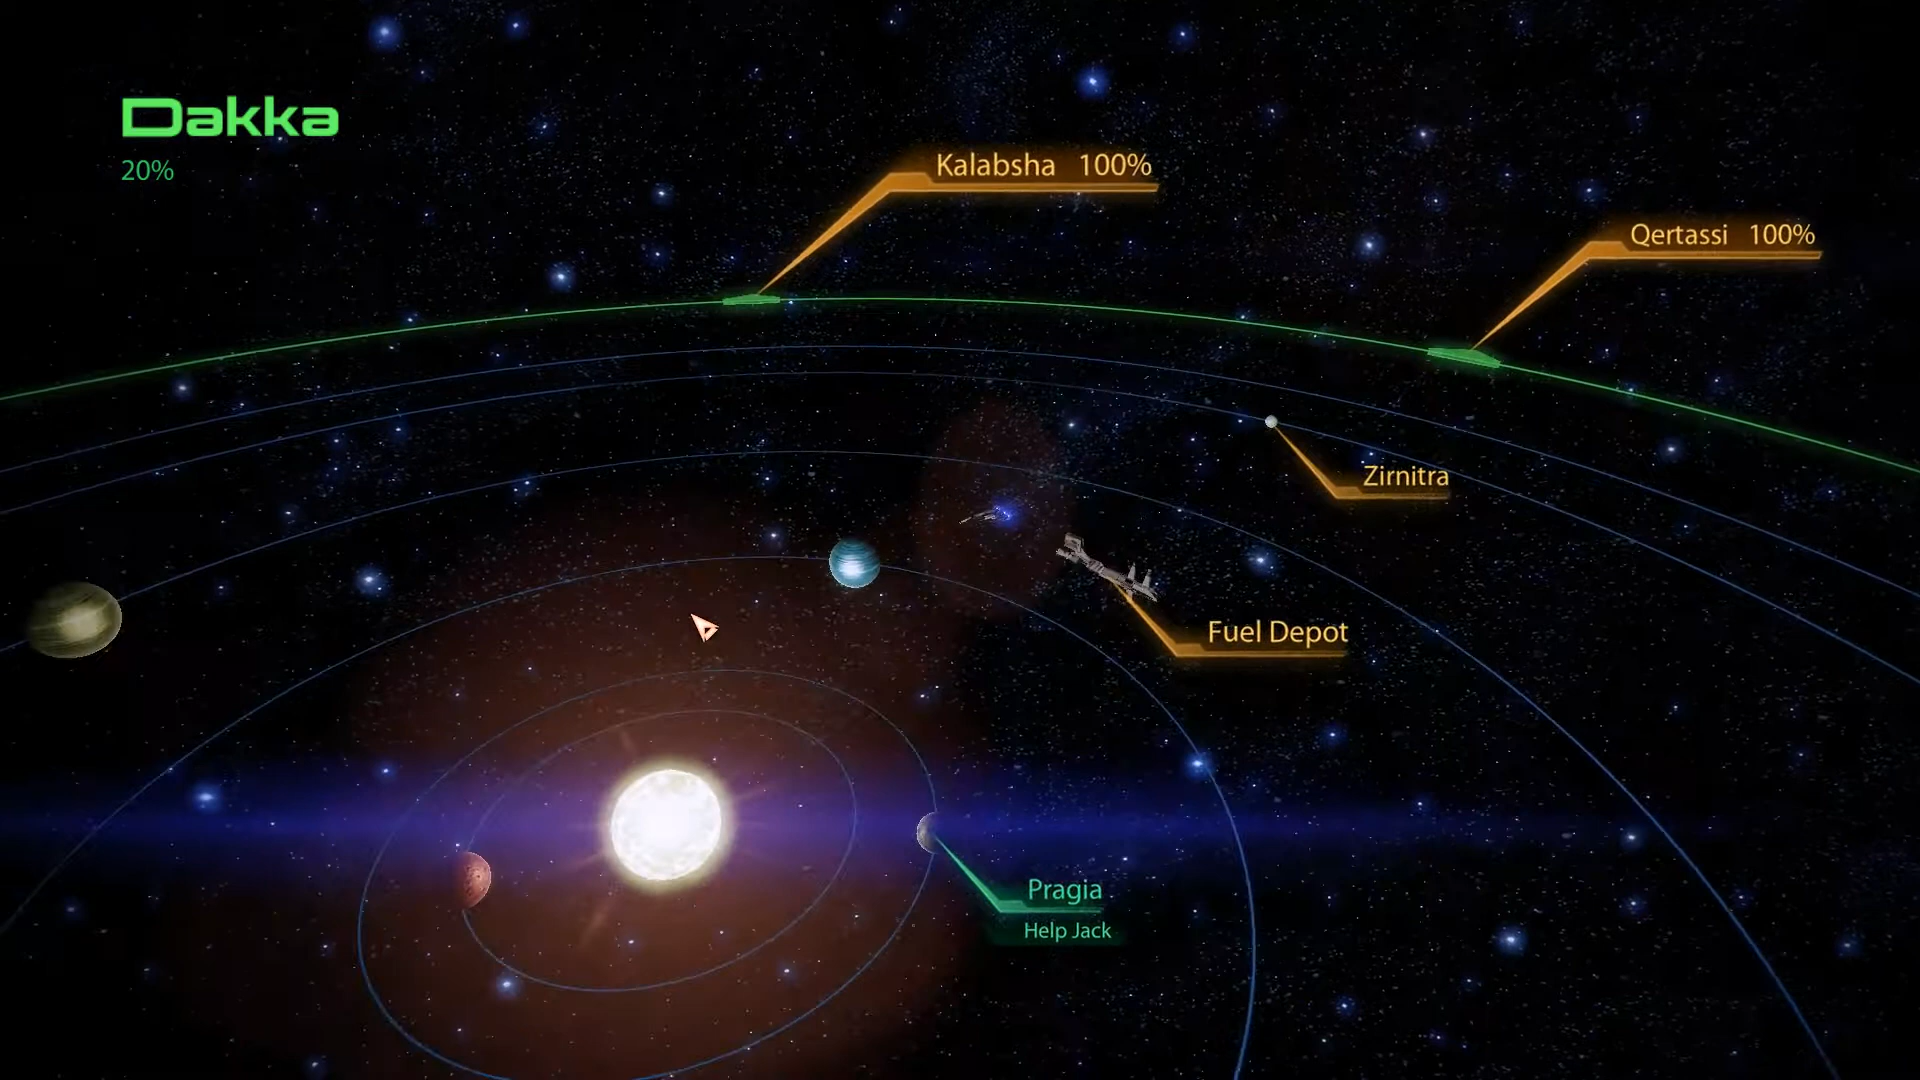 Dakka
20%
Kalabsha 100%
Qertassi 100%
Zirnitra
Fuel Depot
Pragia
Help Jack